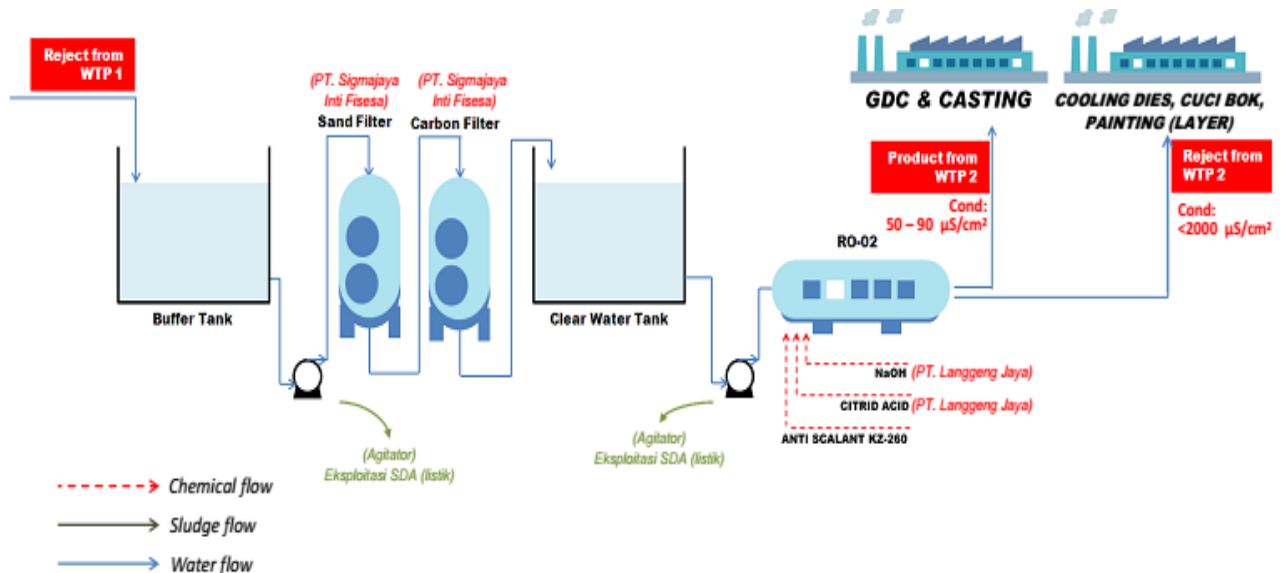 Reject from
WTP 1
(PT. Sigmajaya
Inti Fisesa)
Sand Filter
(PT. Sigmajaya
Inti Fisesa)
Carbon Filter
GDC & CASTING
COOLING DIES, CUCI BOK,
PAINTING (LAYER)
Product from
WTP 2
Cond:
50 – 90 µS/cm²
Reject from
WTP 2
Cond:
<2000 µS/cm²
RO-02
Buffer Tank
Clear Water Tank
NaOH (PT. Langgeng Jaya)
CITRID ACID (PT. Langgeng Jaya)
ANTI SCALANT KZ-260
(Agitator)
Eksploitasi SDA (listik)
(Agitator)
Eksploitasi SDA (listik)
Chemical flow
Sludge flow
Water flow